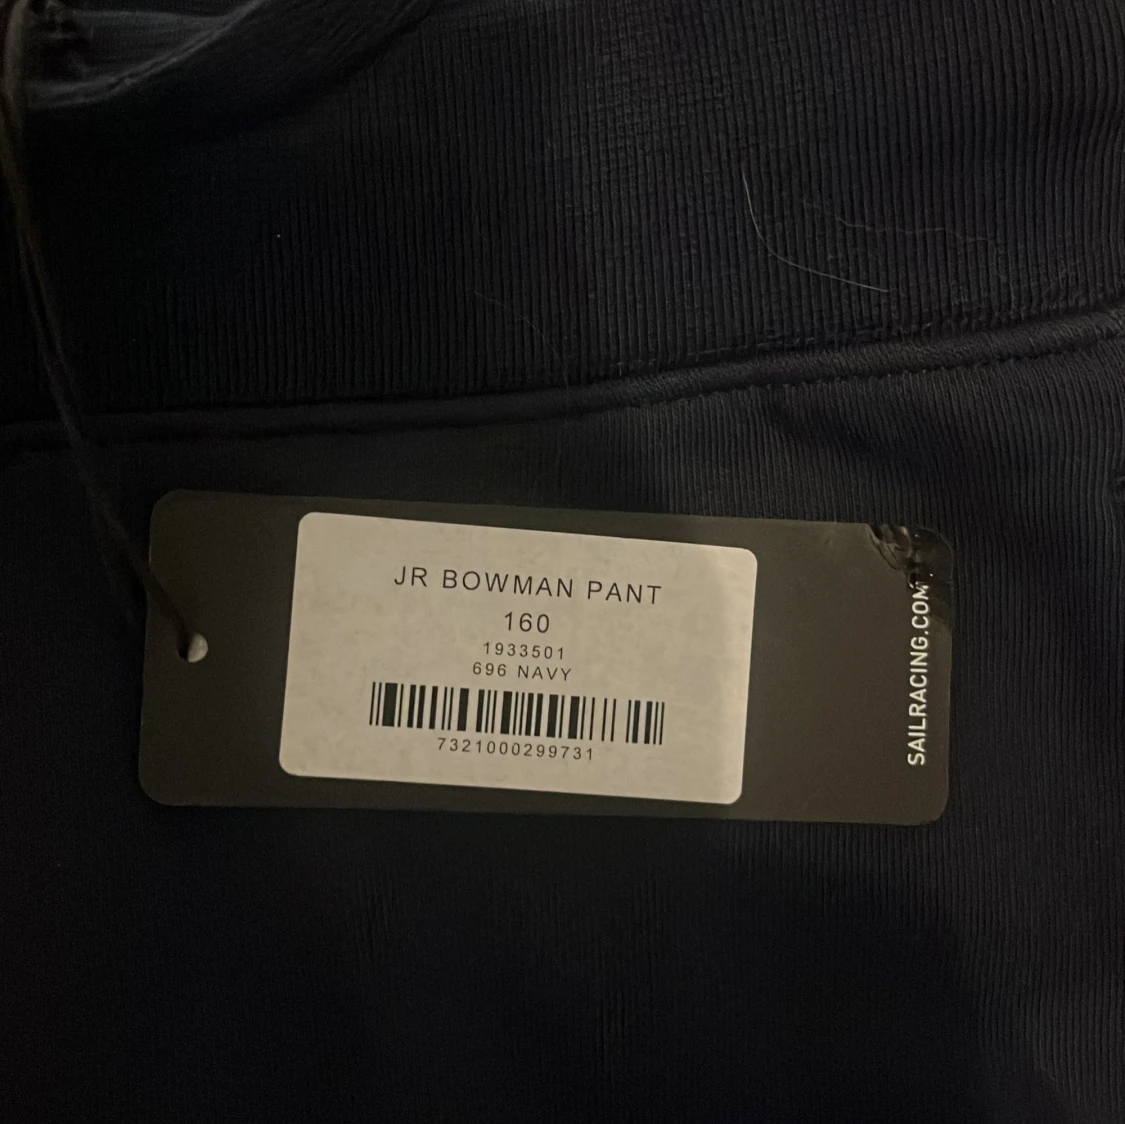 JR BOWMAN PANT
160
1933501
696 NAVY
7321000299731
SAILRACING.COM